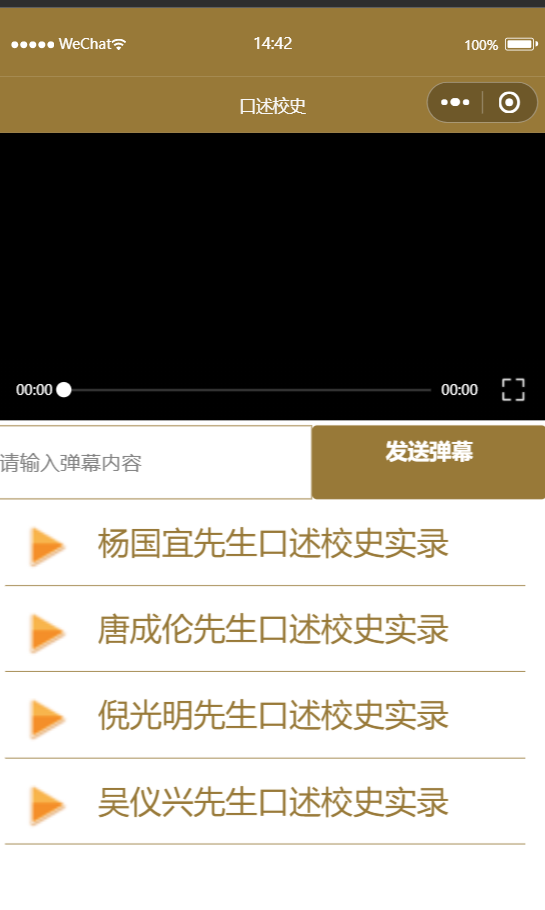 WeChat 14:42 100%
口述校史
00:00 00:00
请输入弹幕内容 发送弹幕
杨国宜先生口述校史实录
唐成伦先生口述校史实录
倪光明先生口述校史实录
吴仪兴先生口述校史实录